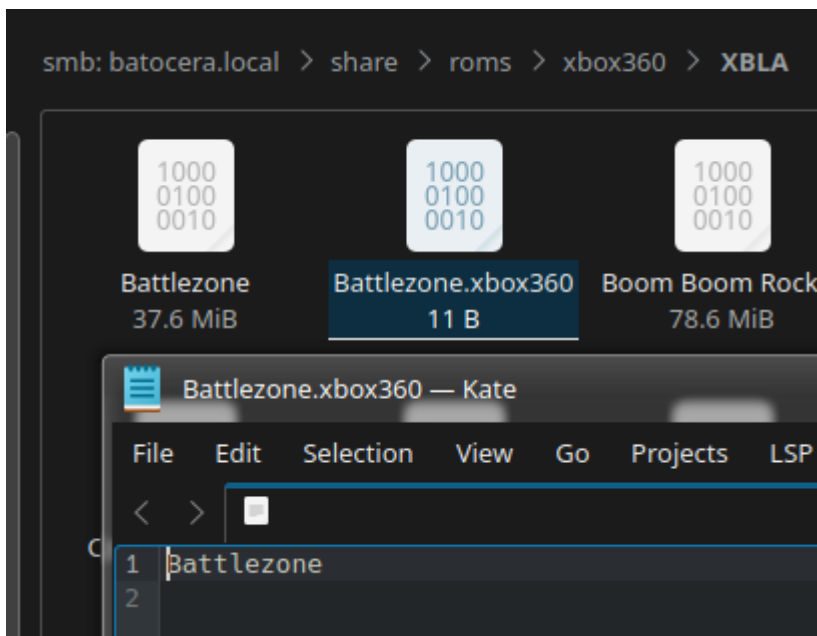 smb: batocera.local > share > roms > xbox360 > XBLA
1000 0100 0010
1000 0100 0010
1000 0100 0010
Battlezone
37.6 MiB
Battlezone.xbox360
11 B
Boom Boom Rock
78.6 MiB
Battlezone.xbox360 — Kate
File Edit Selection View Go Projects LSP
C
1 Battlezone
2